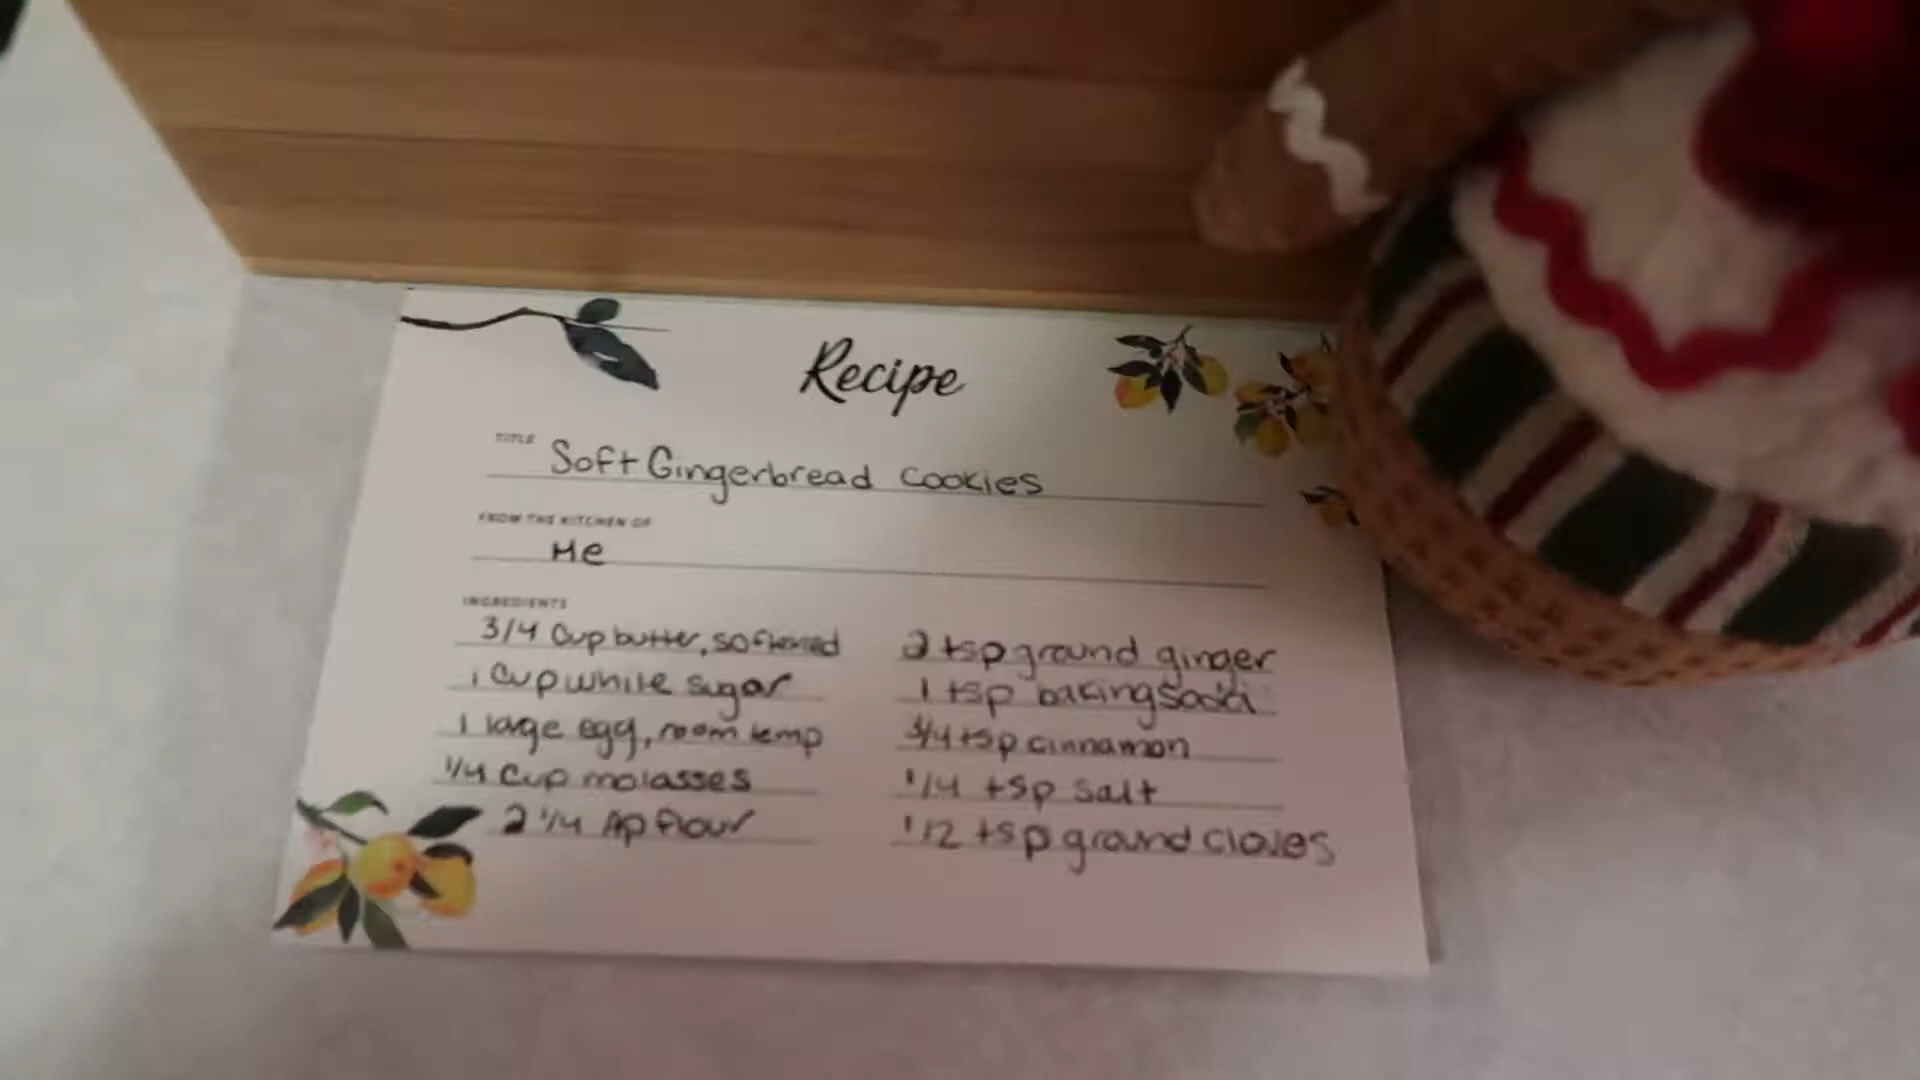 Recipe
TITLE Soft Gingerbread Cookies
FROM THE KITCHEN OF
Me
INGREDIENTS
3/4 Cup butter, softened
1 Cup white sugar
1 large egg, room temp
1/4 Cup molasses
2 1/4 AP flour
2 tsp ground ginger
1 tsp baking soda
3/4 tsp cinnamon
1/4 tsp salt
1/2 tsp ground cloves